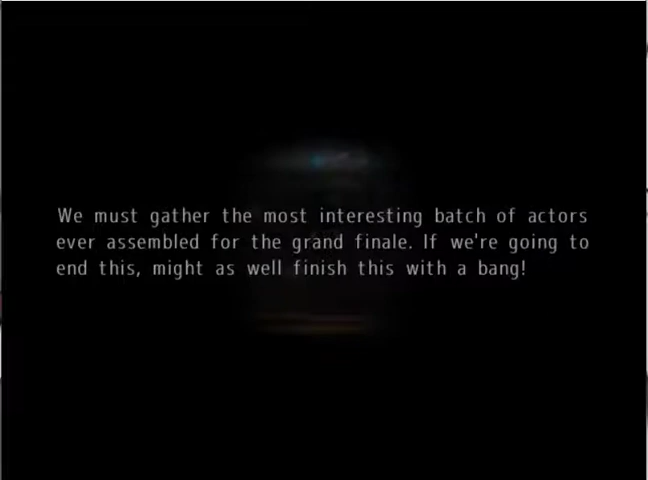 We must gather the most interesting batch of actors
ever assembled for the grand finale. If we're going to
end this, might as well finish this with a bang!